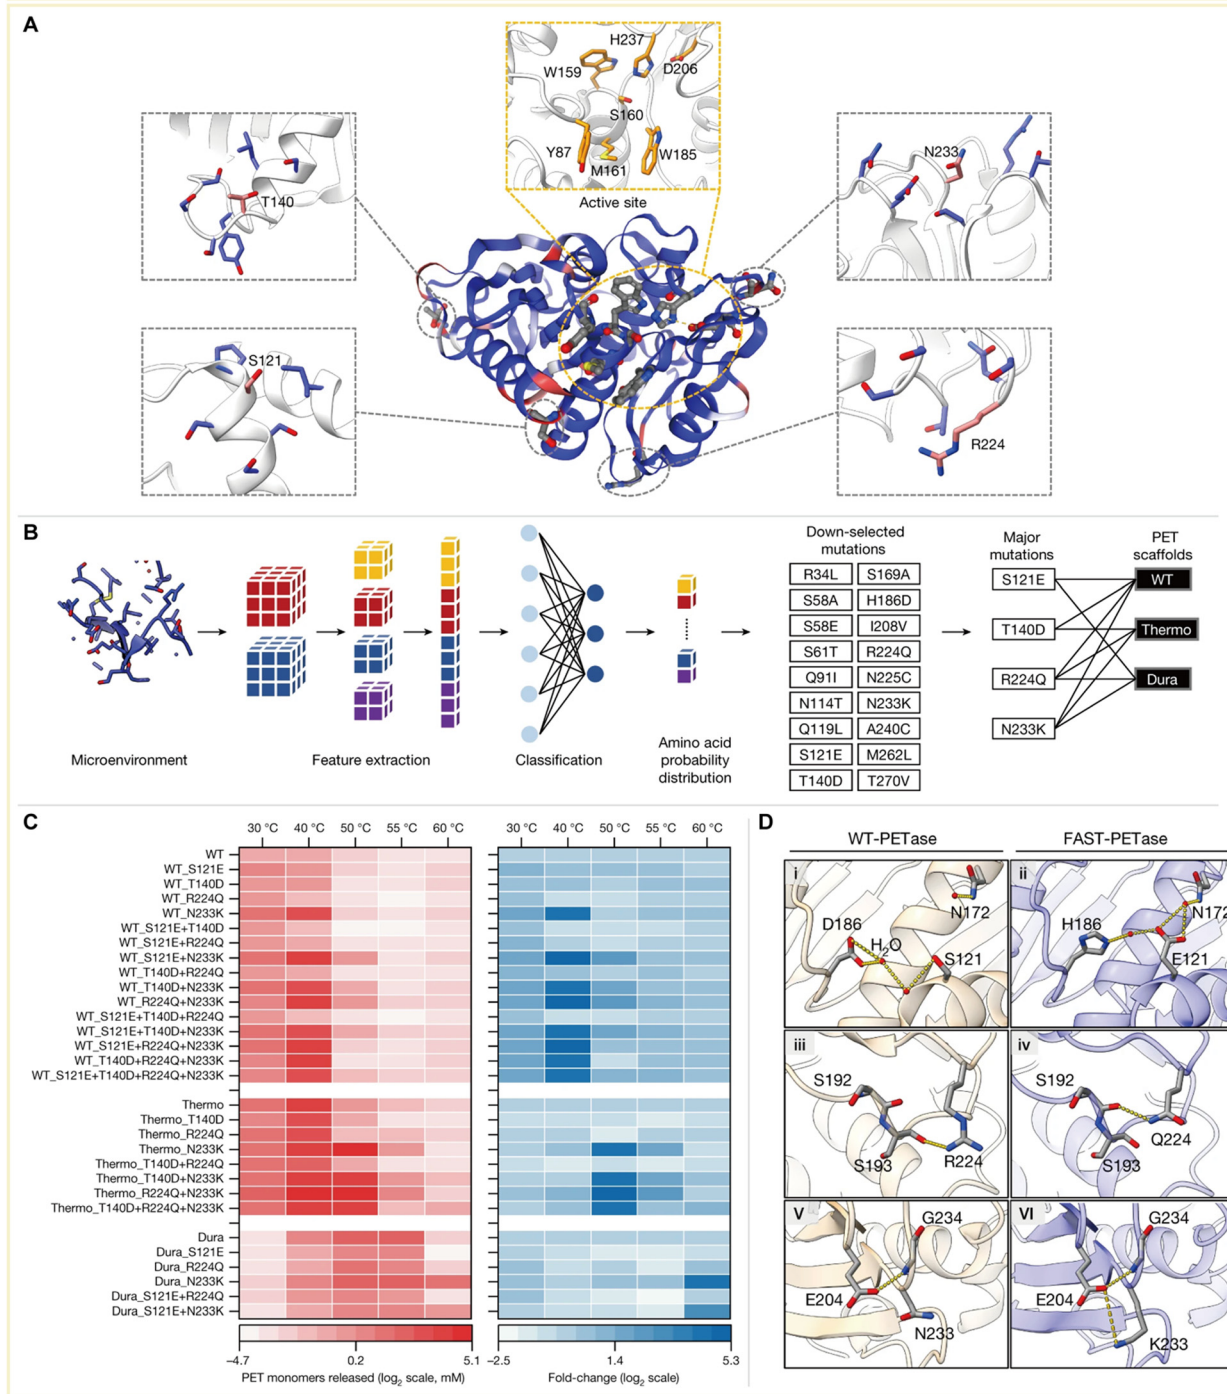 A
H237
W159
D206
S160
Y87
W185
M161
Active site
T140
N233
S121
R224
B
Microenvironment
Feature extraction
Classification
Amino acid
probability
distribution
Down-selected
mutations
R34L S169A
S58A H186D
S58E I208V
S61T R224Q
Q91I N225C
N114T N233K
Q119L A240C
S121E M262L
T140D T270V
Major
mutations
S121E
T140D
R224Q
N233K
PET
scaffolds
WT
Thermo
Dura
C
30 °C 40 °C 50 °C 55 °C 60 °C
30 °C 40 °C 50 °C 55 °C 60 °C
WT
WT_S121E
WT_T140D
WT_R224Q
WT_N233K
WT_S121E+T140D
WT_S121E+R224Q
WT_S121E+N233K
WT_T140D+R224Q
WT_T140D+N233K
WT_R224Q+N233K
WT_S121E+T140D+R224Q
WT_S121E+T140D+N233K
WT_S121E+R224Q+N233K
WT_T140D+R224Q+N233K
WT_S121E+T140D+R224Q+N233K
Thermo
Thermo_T140D
Thermo_R224Q
Thermo_N233K
Thermo_T140D+R224Q
Thermo_T140D+N233K
Thermo_R224Q+N233K
Thermo_T140D+R224Q+N233K
Dura
Dura_S121E
Dura_R224Q
Dura_N233K
Dura_S121E+R224Q
Dura_S121E+N233K
−4.7 0.2 5.1
PET monomers released (log₂ scale, mM)
−2.5 1.4 5.3
Fold-change (log₂ scale)
D
WT-PETase
FAST-PETase
i
N172
D186
H₂O
S121
ii
N172
H186
E121
iii
S192
S193
R224
iv
S192
Q224
S193
V
G234
E204
N233
VI
G234
E204
K233